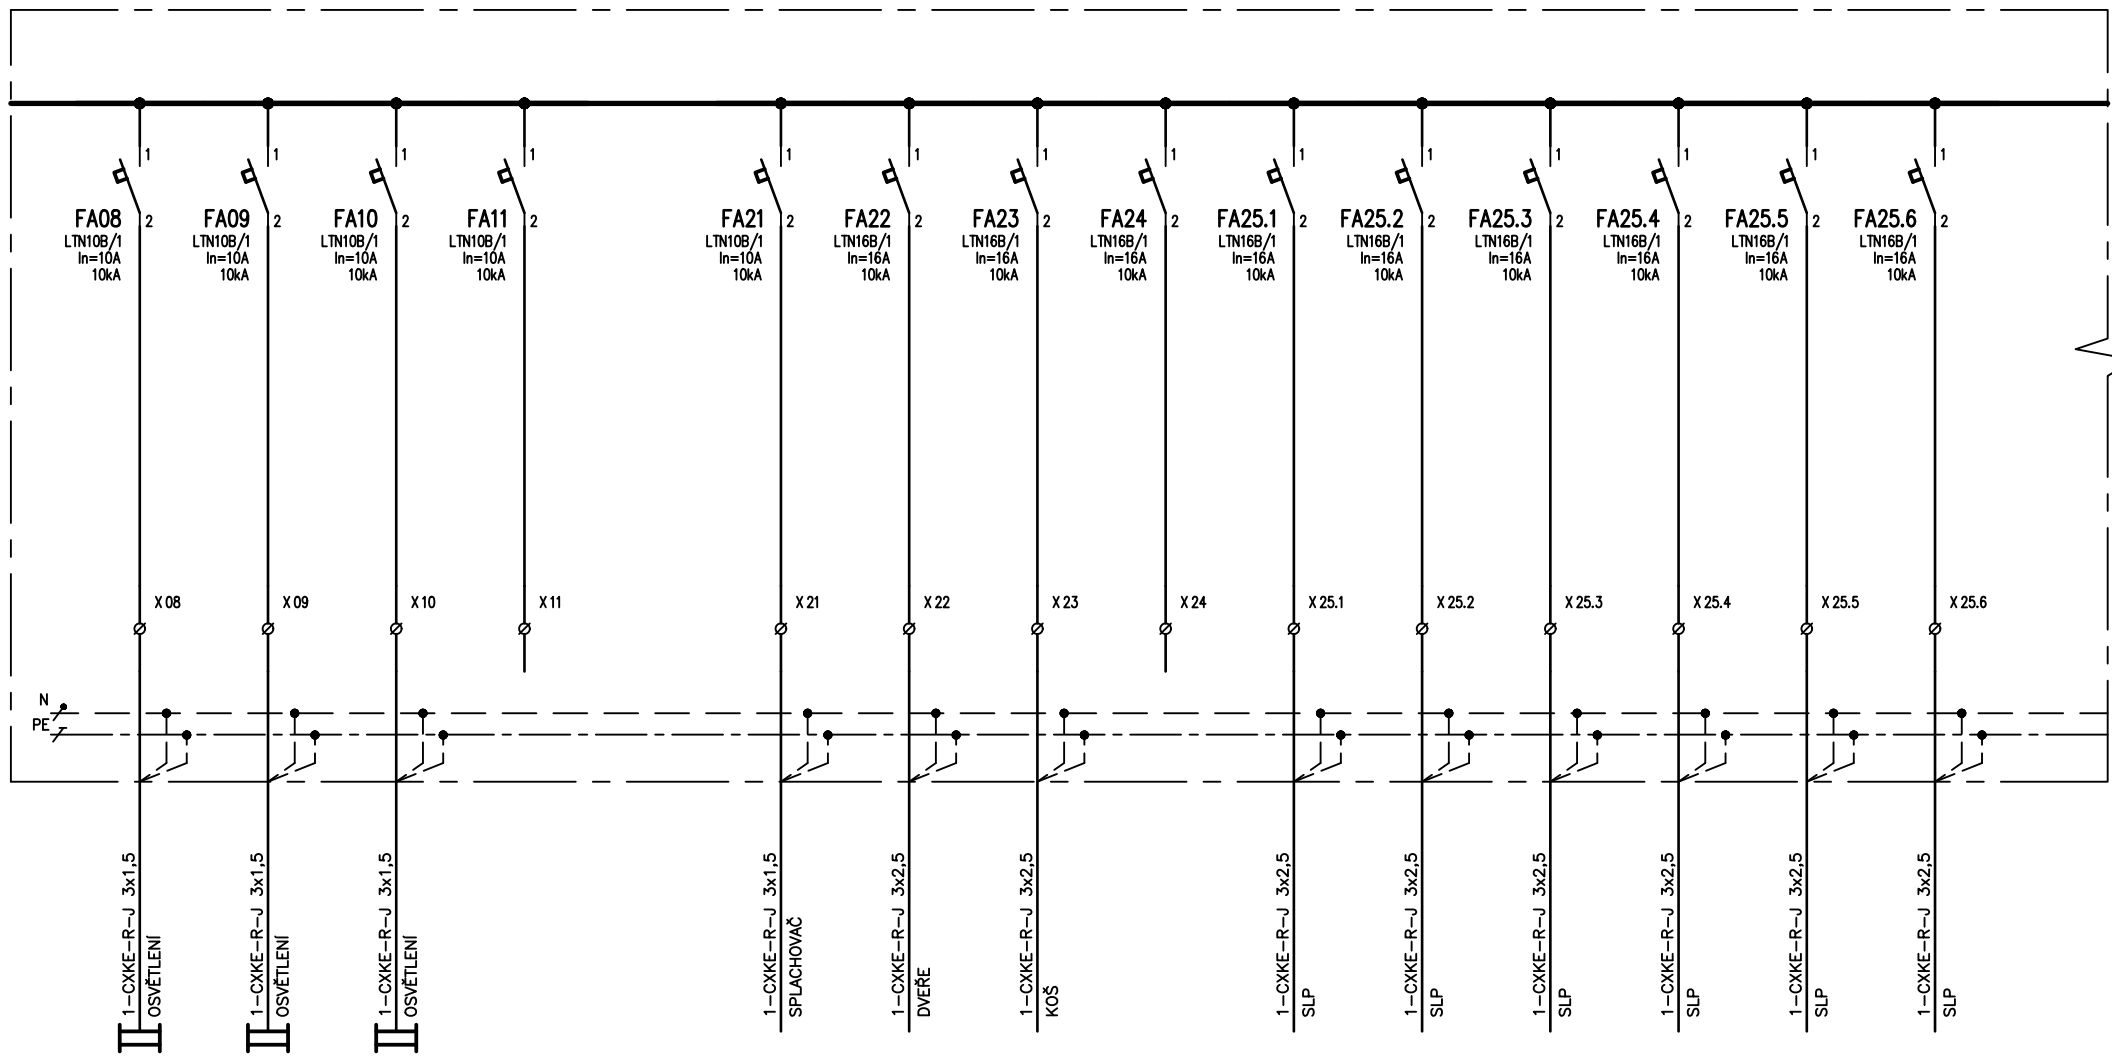 1
FA08 2
LTN10B/1
In=10A
10kA
1
FA09 2
LTN10B/1
In=10A
10kA
1
FA10 2
LTN10B/1
In=10A
10kA
1
FA11 2
LTN10B/1
In=10A
10kA
1
FA21 2
LTN10B/1
In=10A
10kA
1
FA22 2
LTN16B/1
In=16A
10kA
1
FA23 2
LTN16B/1
In=16A
10kA
1
FA24 2
LTN16B/1
In=16A
10kA
1
FA25.1 2
LTN16B/1
In=16A
10kA
1
FA25.2 2
LTN16B/1
In=16A
10kA
1
FA25.3 2
LTN16B/1
In=16A
10kA
1
FA25.4 2
LTN16B/1
In=16A
10kA
1
FA25.5 2
LTN16B/1
In=16A
10kA
1
FA25.6 2
LTN16B/1
In=16A
10kA
X 08
X 09
X 10
X 11
X 21
X 22
X 23
X 24
X 25.1
X 25.2
X 25.3
X 25.4
X 25.5
X 25.6
N
PE
1-CXKE-R-J 3x1,5
OSVĚTLENÍ
1-CXKE-R-J 3x1,5
OSVĚTLENÍ
1-CXKE-R-J 3x1,5
OSVĚTLENÍ
1-CXKE-R-J 3x1,5
SPLACHOVAČ
1-CXKE-R-J 3x2,5
DVEŘE
1-CXKE-R-J 3x2,5
KOŠ
1-CXKE-R-J 3x2,5
SLP
1-CXKE-R-J 3x2,5
SLP
1-CXKE-R-J 3x2,5
SLP
1-CXKE-R-J 3x2,5
SLP
1-CXKE-R-J 3x2,5
SLP
1-CXKE-R-J 3x2,5
SLP